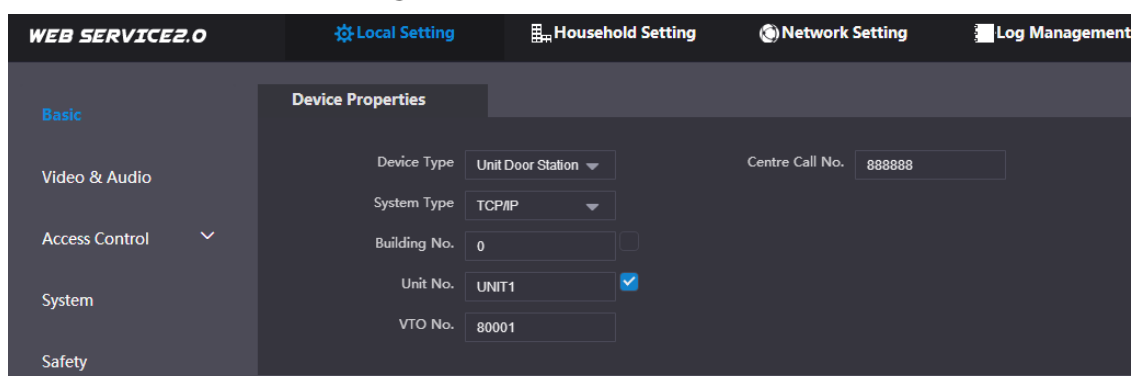 WEB SERVICE2.0 Local Setting Household Setting Network Setting Log Management
Basic
Device Properties
Video & Audio
Device Type Unit Door Station Centre Call No. 888888
System Type TCP/IP
Access Control
Building No. 0
System
Unit No. UNIT1
VTO No. 80001
Safety